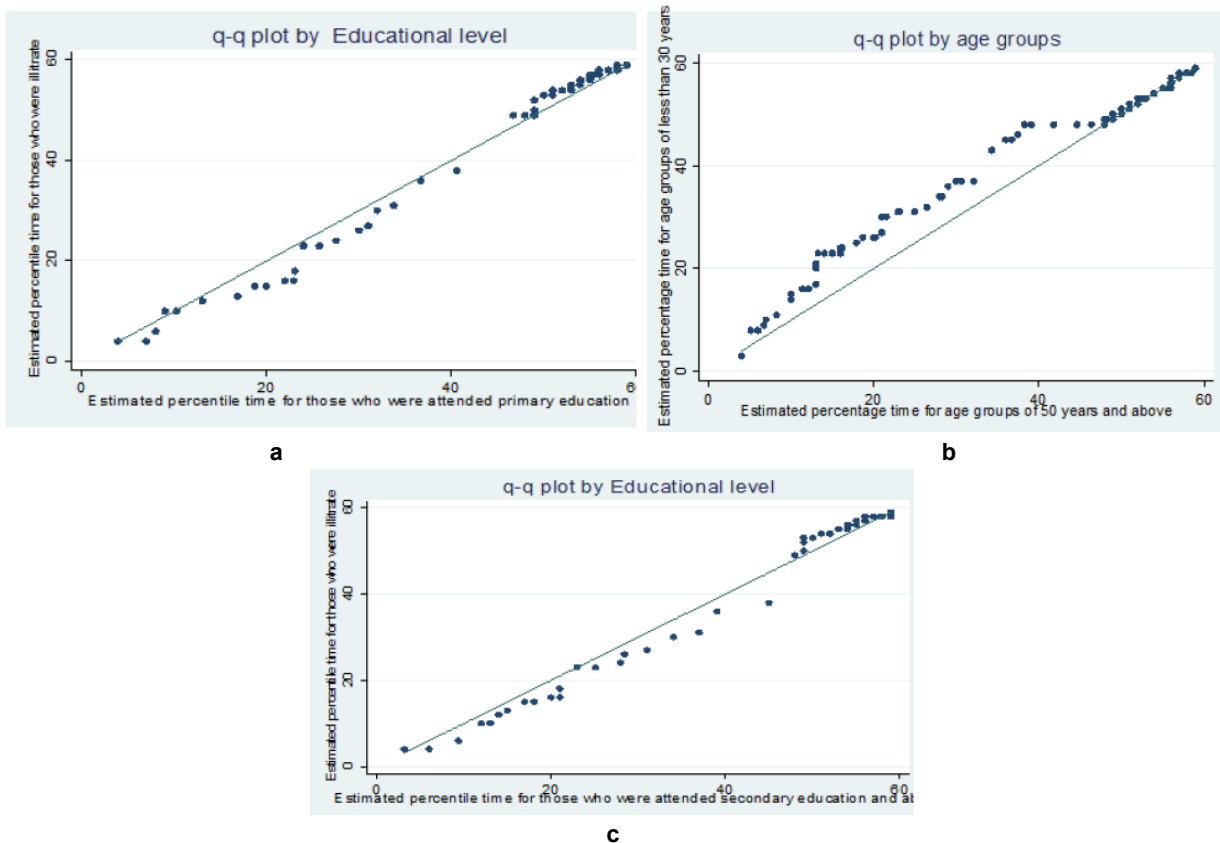 q-q plot by Educational level
Estimated percentile time for those who were illitrate
60
40
20
0
0 20 40 60
Estimated percentile time for those who were attended primary education
a
q-q plot by age groups
Estimated percentage time for age groups of less than 30 years
60
40
20
0
0 20 40 60
Estimated percentage time for age groups of 50 years and above
b
q-q plot by Educational level
Estimated percentile time for those who were illitrate
60
40
20
0
0 20 40 60
Estimated percentile time for those who were attended secondary education and ab
c